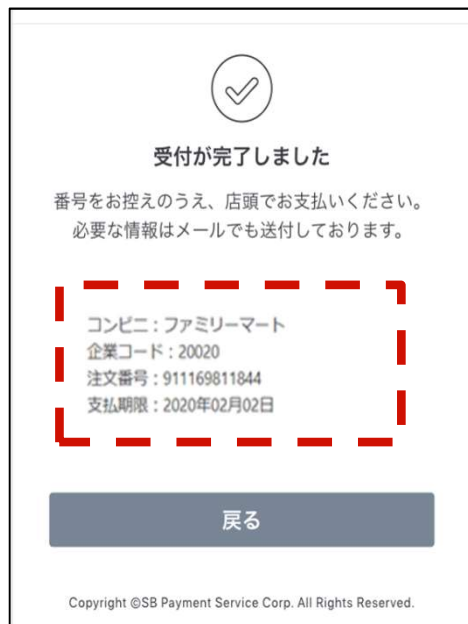 受付が完了しました
番号をお控えのうえ、店頭でお支払いください。
必要な情報はメールでも送付しております。
コンビニ：ファミリーマート
企業コード：20020
注文番号：911169811844
支払期限：2020年02月02日
戻る
Copyright ©SB Payment Service Corp. All Rights Reserved.